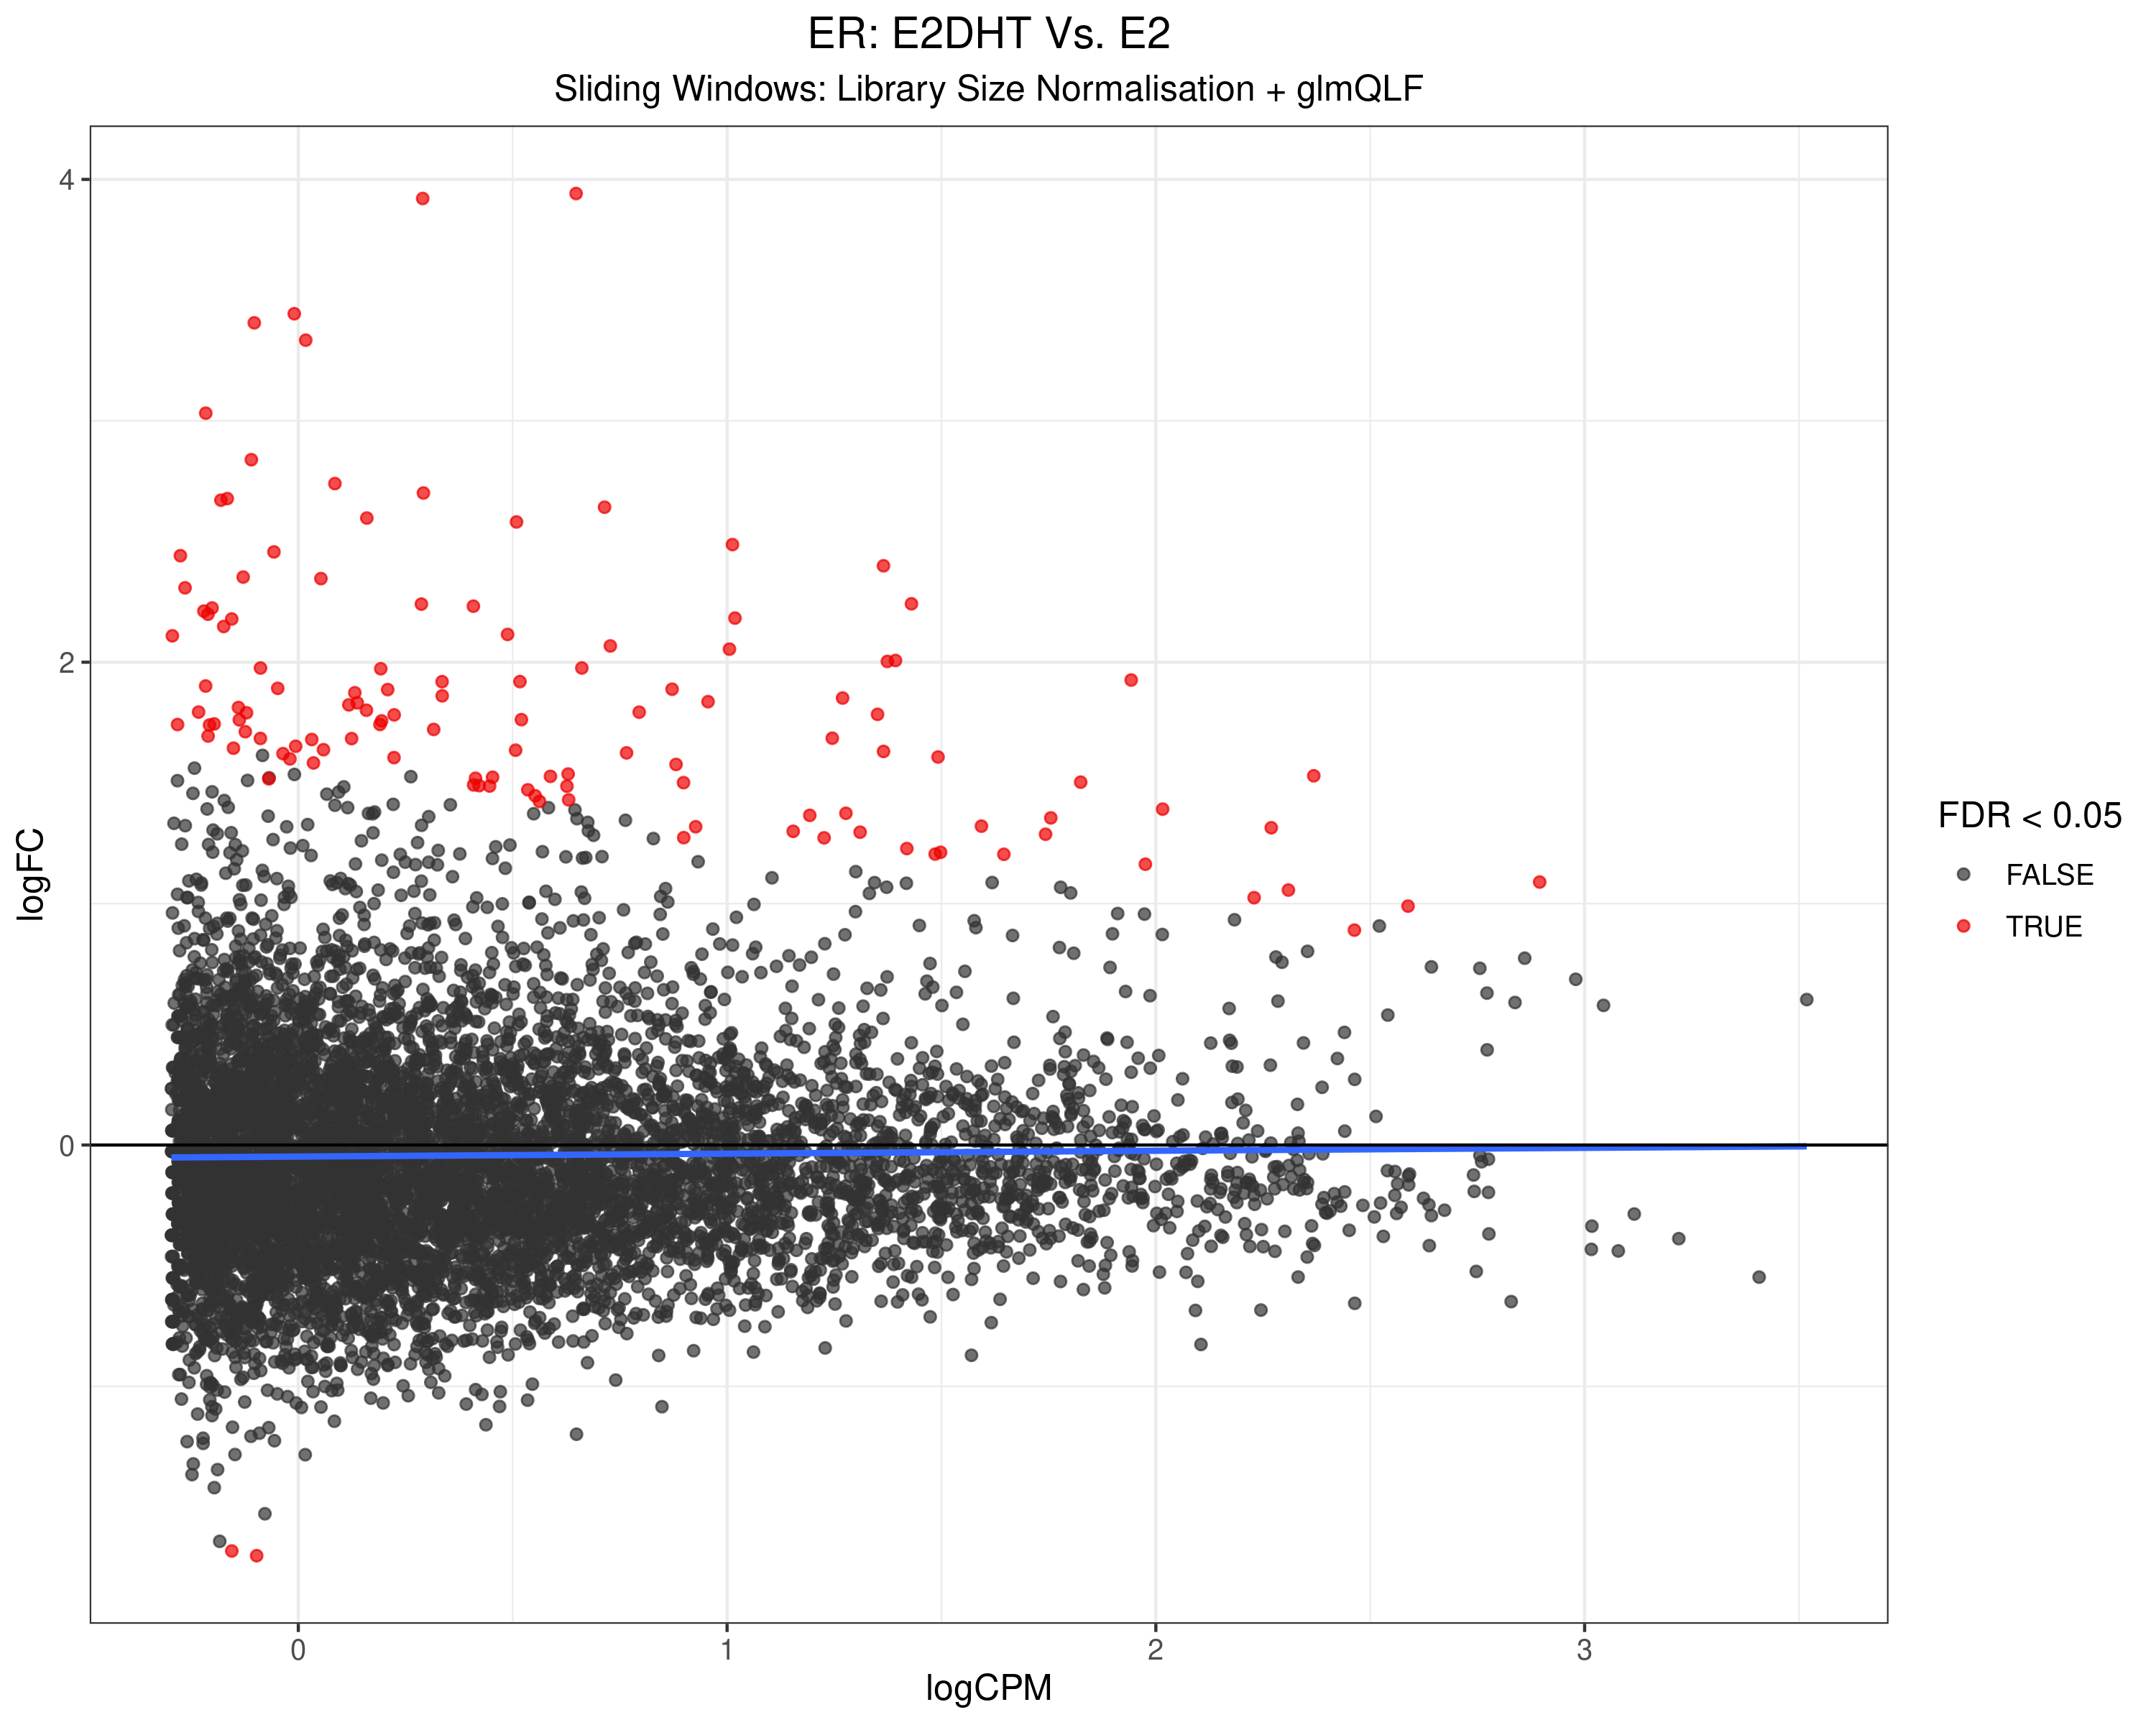 ER: E2DHT Vs. E2
Sliding Windows: Library Size Normalisation + glmQLF
logFC
4
2
0
0
1
2
3
logCPM
FDR < 0.05
FALSE
TRUE